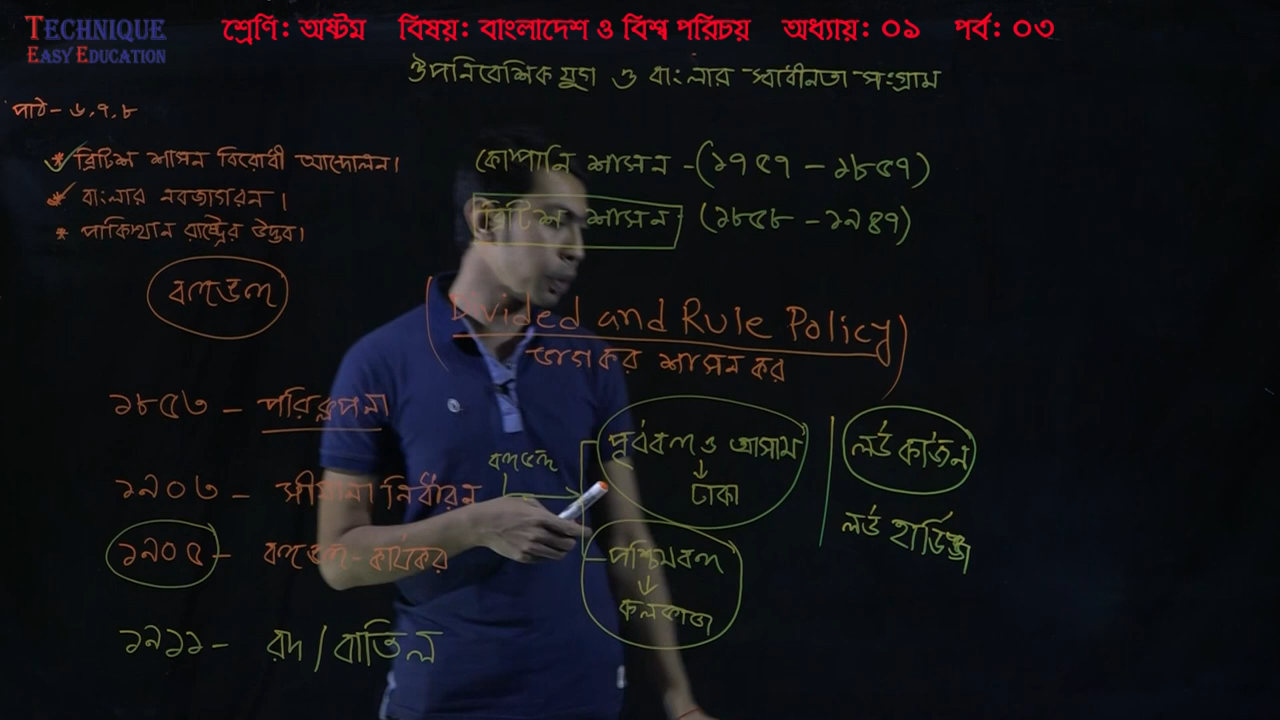 TECHNIQUE
EASY EDUCATION
শ্রেণি: অষ্টম বিষয়: বাংলাদেশ ও বিশ্ব পরিচয় অধ্যায়: ০১ পর্ব: ০৩
ঔপনিবেশিক যুগ ও বাংলার স্বাধীনতা সংগ্রাম
পাঠ - ৬,৭,৮
* ব্রিটিশ শাসন বিরোধী আন্দোলন।
* বাংলার নবজাগরন।
* পাকিস্থান রাষ্ট্রের উদ্ভব।
কোম্পানি শাসন - (১৭৫৭ - ১৮৫৭)
ব্রিটিশ শাসন (১৮৫৮ - ১৯৪৭)
বঙ্গভঙ্গ
(Divided and Rule Policy)
ভাগ কর শাসন কর
১৮৫৩ - পরিকল্পনা
১৯০৩ - সীমানা নির্ধারন
১৯০৫ - বঙ্গভঙ্গ - কার্যকর
১৯১১ - রদ / বাতিল
বঙ্গভঙ্গ
পূর্ববঙ্গ ও আসাম
↓
ঢাকা
পশ্চিমবঙ্গ
↓
কলকাতা
লর্ড কার্জন
লর্ড হার্ডিঞ্জ